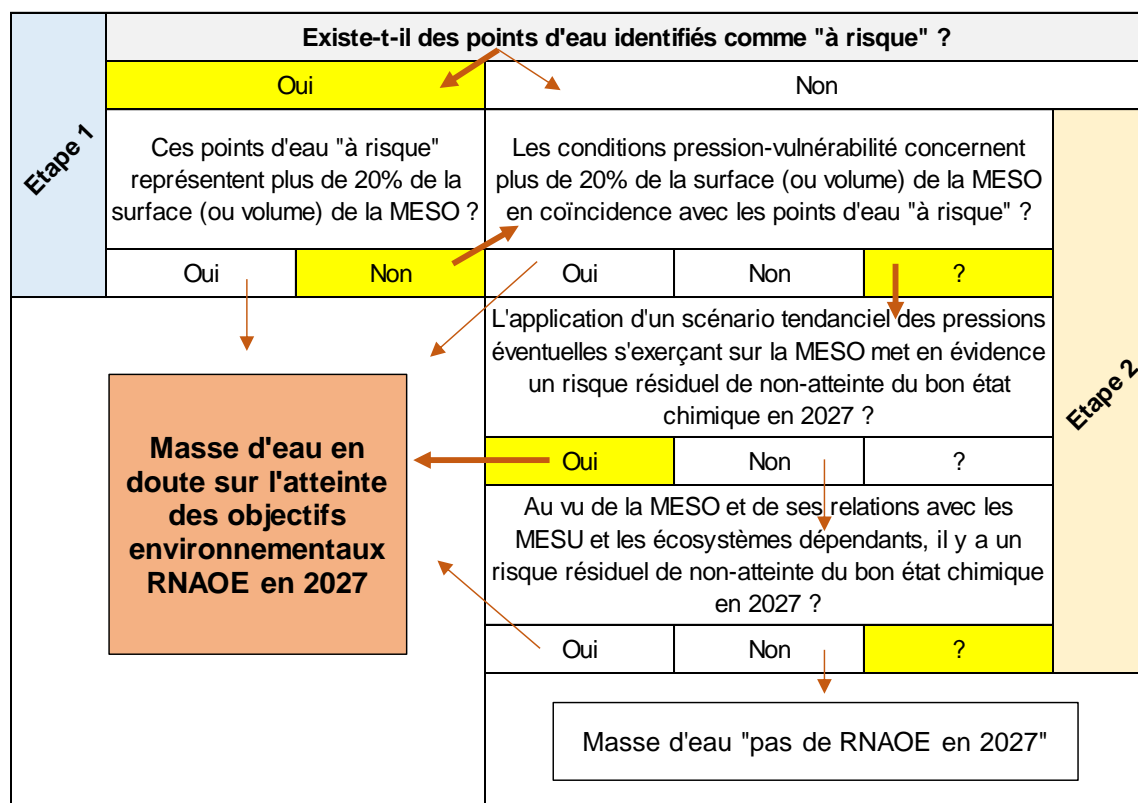 Existe-t-il des points d'eau identifiés comme "à risque" ?
Oui
Non
Etape 1
Ces points d'eau "à risque"
représentent plus de 20% de la
surface (ou volume) de la MESO ?
Les conditions pression-vulnérabilité concernent
plus de 20% de la surface (ou volume) de la MESO
en coïncidence avec les points d'eau "à risque" ?
Oui
Non
Oui
Non
?
L'application d'un scénario tendanciel des pressions
éventuelles s'exerçant sur la MESO met en évidence
un risque résiduel de non-atteinte du bon état
chimique en 2027 ?
Etape 2
Masse d'eau en
doute sur l'atteinte
des objectifs
environnementaux
RNAOE en 2027
Oui
Non
?
Au vu de la MESO et de ses relations avec les
MESU et les écosystèmes dépendants, il y a un
risque résiduel de non-atteinte du bon état chimique
en 2027 ?
Oui
Non
?
Masse d'eau "pas de RNAOE en 2027"